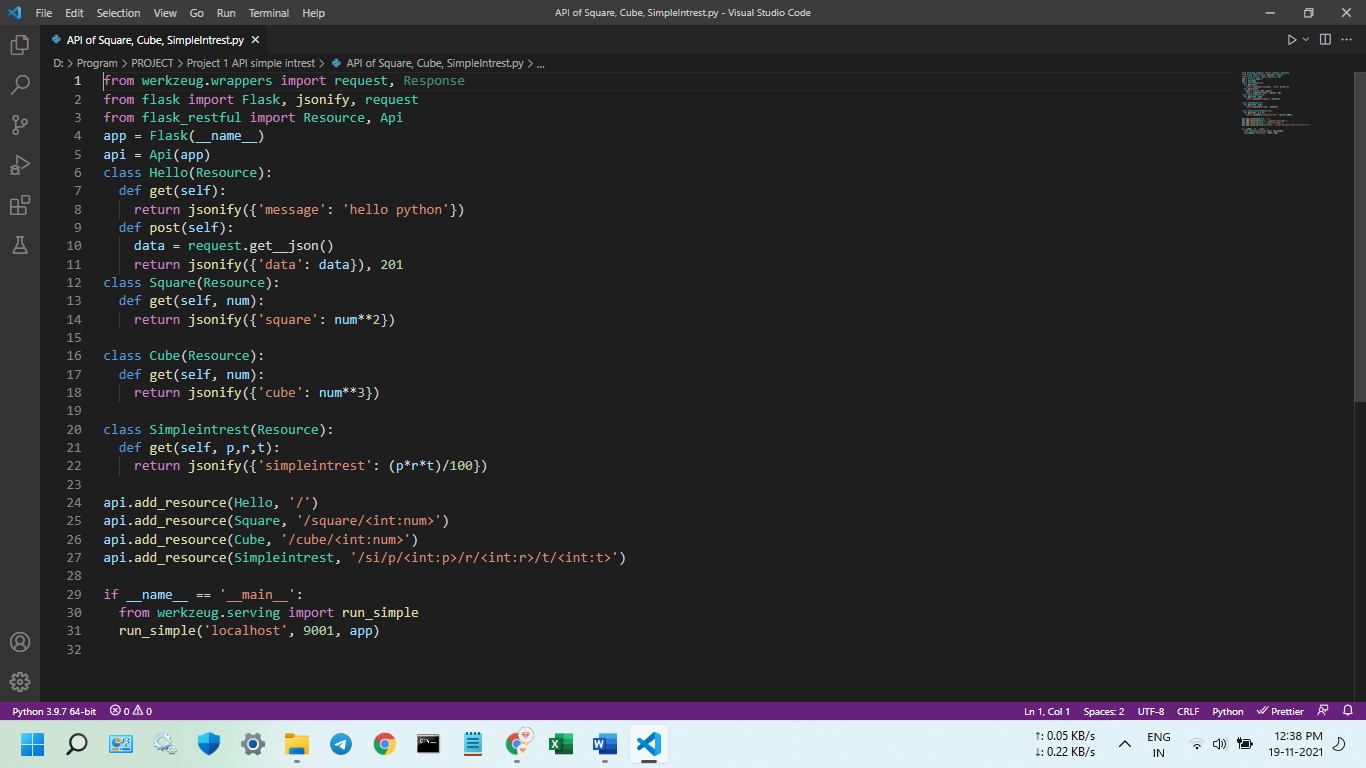 File Edit Selection View Go Run Terminal Help API of Square, Cube, SimpleIntrest.py - Visual Studio Code
API of Square, Cube, SimpleIntrest.py
D: > Program > PROJECT > Project 1 API simple intrest > API of Square, Cube, SimpleIntrest.py > ...
1 from werkzeug.wrappers import request, Response
2 from flask import Flask, jsonify, request
3 from flask_restful import Resource, Api
4 app = Flask(__name__)
5 api = Api(app)
6 class Hello(Resource):
7   def get(self):
8     return jsonify({'message': 'hello python'})
9   def post(self):
10     data = request.get__json()
11     return jsonify({'data': data}), 201
12 class Square(Resource):
13   def get(self, num):
14     return jsonify({'square': num**2})
15
16 class Cube(Resource):
17   def get(self, num):
18     return jsonify({'cube': num**3})
19
20 class Simpleintrest(Resource):
21   def get(self, p,r,t):
22     return jsonify({'simpleintrest': (p*r*t)/100})
23
24 api.add_resource(Hello, '/')
25 api.add_resource(Square, '/square/<int:num>')
26 api.add_resource(Cube, '/cube/<int:num>')
27 api.add_resource(Simpleintrest, '/si/p/<int:p>/r/<int:r>/t/<int:t>')
28
29 if __name__ == '__main__':
30   from werkzeug.serving import run_simple
31   run_simple('localhost', 9001, app)
32
Python 3.9.7 64-bit 0 0 Ln 1, Col 1 Spaces: 2 UTF-8 CRLF Python Prettier
↑: 0.05 KB/s
↓: 0.22 KB/s
ENG
IN
12:38 PM
19-11-2021